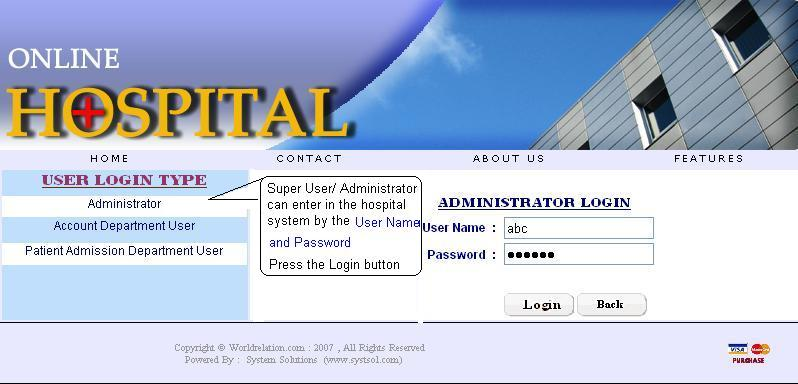 ONLINE
HOSPITAL
HOME CONTACT ABOUT US FEATURES
USER LOGIN TYPE
Administrator
Account Department User
Patient Admission Department User
Super User/ Administrator
can enter in the hospital
system by the User Name
and Password
Press the Login button
ADMINISTRATOR LOGIN
User Name : abc
Password : ••••••
Login Back
Copyright © Worldrelation.com : 2007 , All Rights Reserved
Powered By : System Solutions (www.systsol.com)
VISA MasterCard
PURCHASE